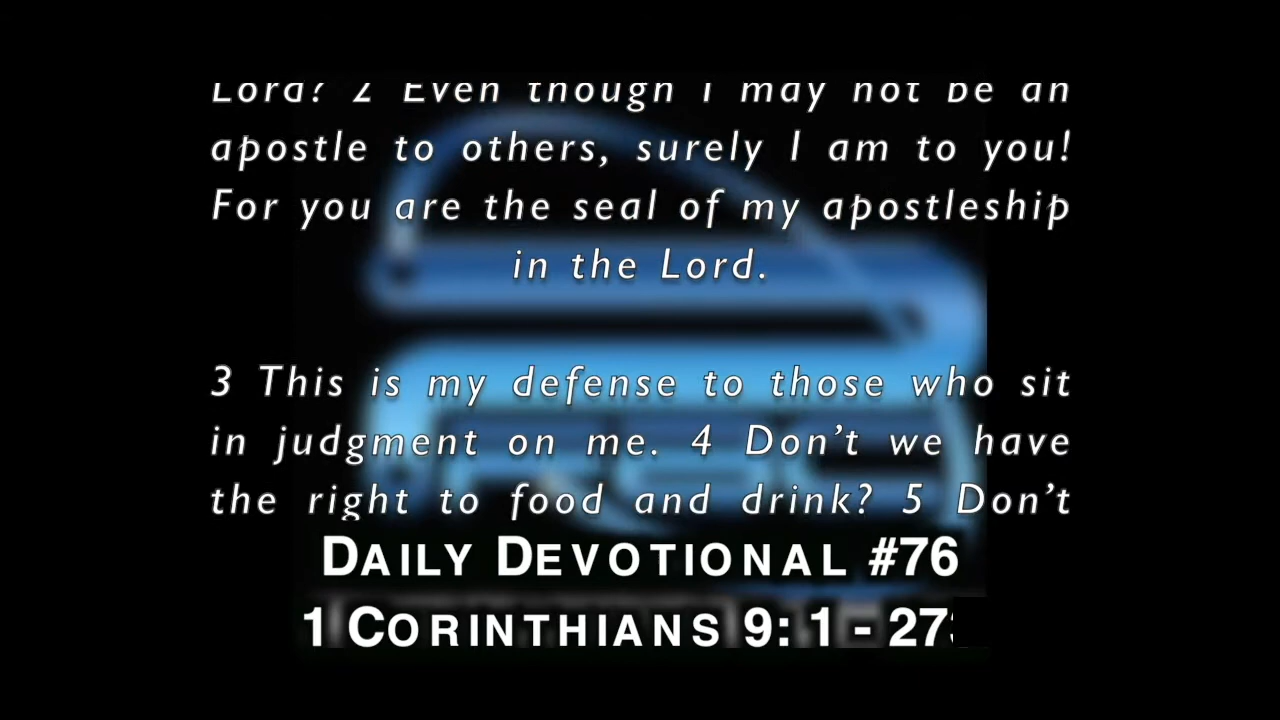 Lord? 2 Even though I may not be an
apostle to others, surely I am to you!
For you are the seal of my apostleship
in the Lord.
3 This is my defense to those who sit
in judgment on me. 4 Don’t we have
the right to food and drink? 5 Don’t
DAILY DEVOTIONAL #76
1 CORINTHIANS 9:1 - 27